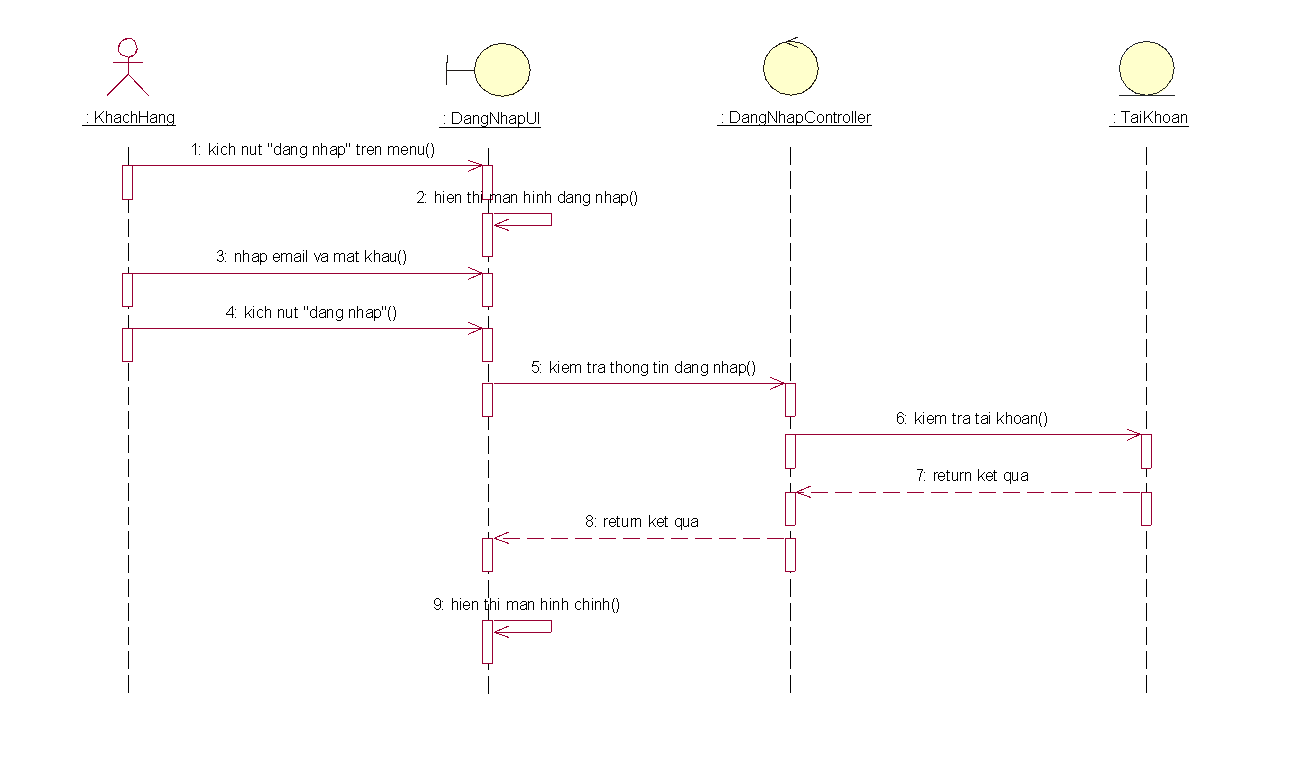 : KhachHang
: DangNhapUI
: DangNhapController
: TaiKhoan
1: kich nut "dang nhap" tren menu()
2: hien thi man hinh dang nhap()
3: nhap email va mat khau()
4: kich nut "dang nhap"()
5: kiem tra thong tin dang nhap()
6: kiem tra tai khoan()
7: return ket qua
8: return ket qua
9: hien thi man hinh chinh()